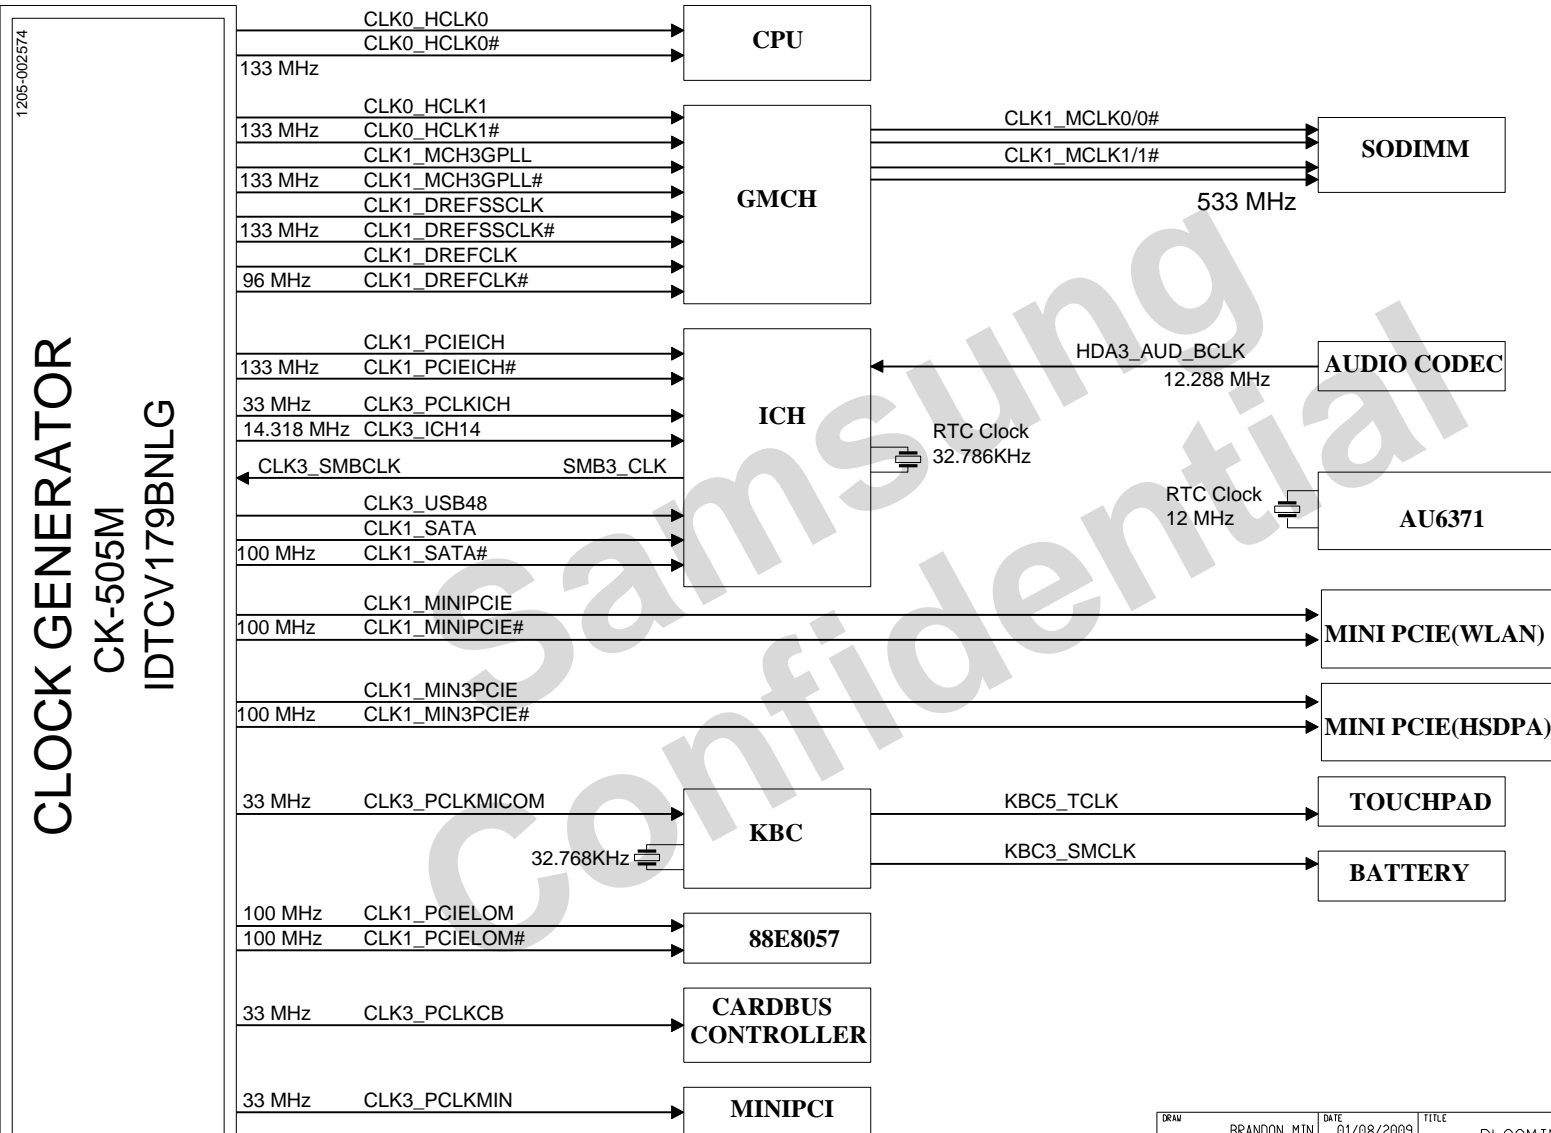 1205-002574
CLOCK GENERATOR
CK-505M
IDTCV179BNLG
CLK0_HCLK0
CLK0_HCLK0#
133 MHz
CPU
CLK0_HCLK1
133 MHz CLK0_HCLK1#
CLK1_MCH3GPLL
133 MHz CLK1_MCH3GPLL#
CLK1_DREFSSCLK
133 MHz CLK1_DREFSSCLK#
CLK1_DREFCLK
96 MHz CLK1_DREFCLK#
GMCH
CLK1_MCLK0/0#
CLK1_MCLK1/1#
533 MHz
SODIMM
CLK1_PCIEICH
133 MHz CLK1_PCIEICH#
33 MHz CLK3_PCLKICH
14.318 MHz CLK3_ICH14
CLK3_SMBCLK SMB3_CLK
CLK3_USB48
CLK1_SATA
100 MHz CLK1_SATA#
ICH
HDA3_AUD_BCLK
12.288 MHz
AUDIO CODEC
RTC Clock
32.786KHz
RTC Clock
12 MHz
AU6371
CLK1_MINIPCIE
100 MHz CLK1_MINIPCIE#
MINI PCIE(WLAN)
CLK1_MIN3PCIE
100 MHz CLK1_MIN3PCIE#
MINI PCIE(HSDPA)
33 MHz CLK3_PCLKMICOM
32.768KHz
KBC
KBC5_TCLK
TOUCHPAD
KBC3_SMCLK
BATTERY
100 MHz CLK1_PCIELOM
100 MHz CLK1_PCIELOM#
88E8057
33 MHz CLK3_PCLKCB
CARDBUS
CONTROLLER
33 MHz CLK3_PCLKMIN
MINIPCI
Samsung
Confidential
DRAW DATE TITLE
BRANDON MIN 01/08/2009